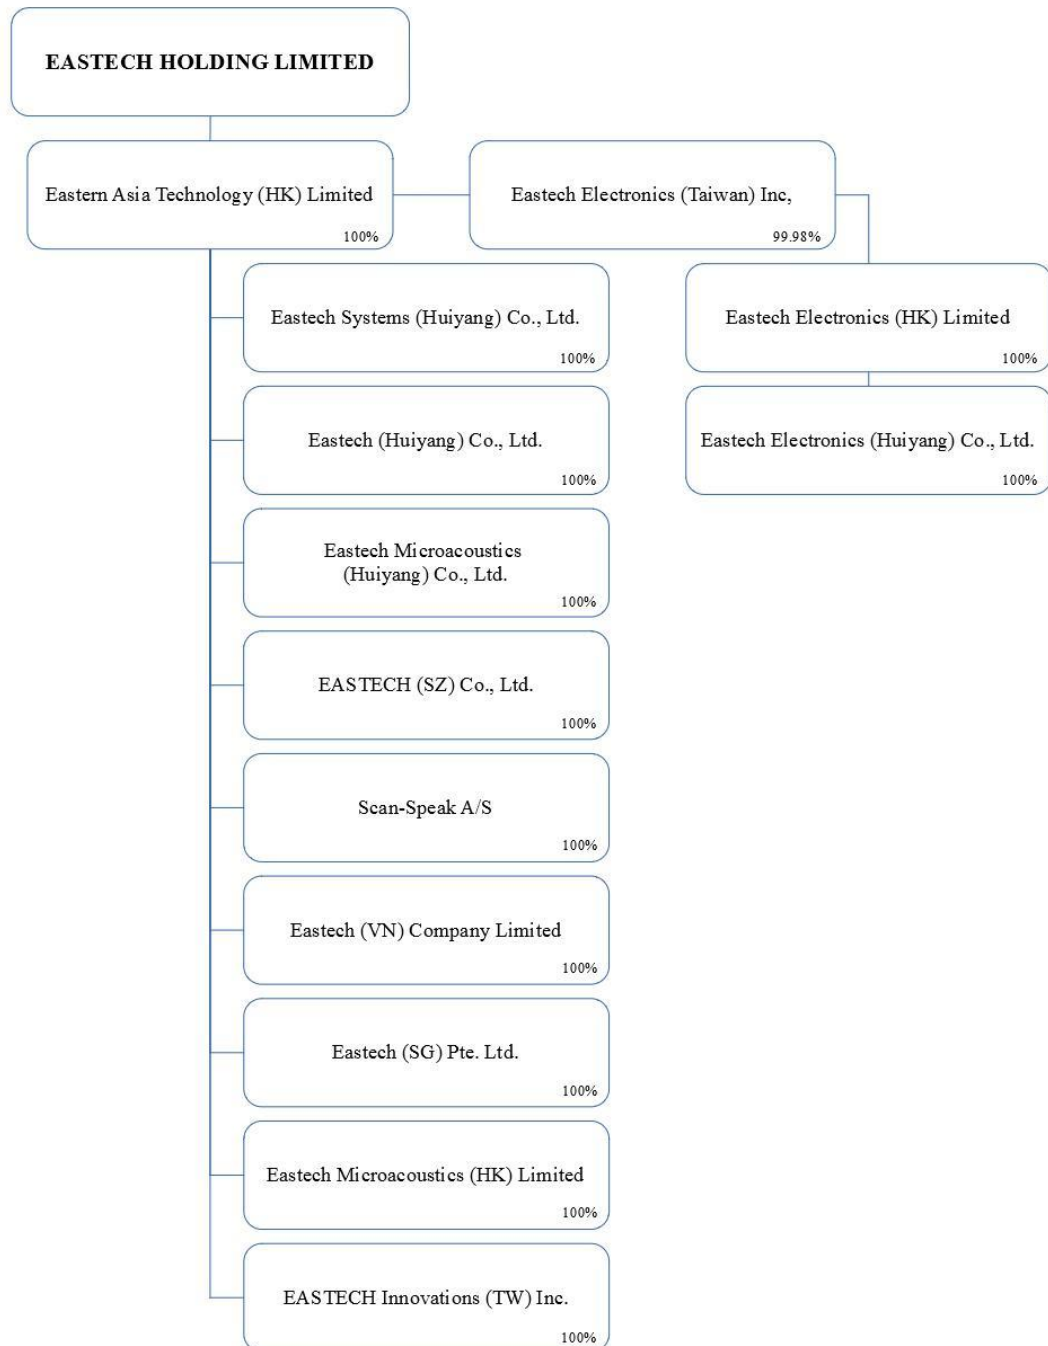 EASTECH HOLDING LIMITED
Eastern Asia Technology (HK) Limited
100%
Eastech Electronics (Taiwan) Inc,
99.98%
Eastech Systems (Huiyang) Co., Ltd.
100%
Eastech Electronics (HK) Limited
100%
Eastech (Huiyang) Co., Ltd.
100%
Eastech Electronics (Huiyang) Co., Ltd.
100%
Eastech Microacoustics
(Huiyang) Co., Ltd.
100%
EASTECH (SZ) Co., Ltd.
100%
Scan-Speak A/S
100%
Eastech (VN) Company Limited
100%
Eastech (SG) Pte. Ltd.
100%
Eastech Microacoustics (HK) Limited
100%
EASTECH Innovations (TW) Inc.
100%